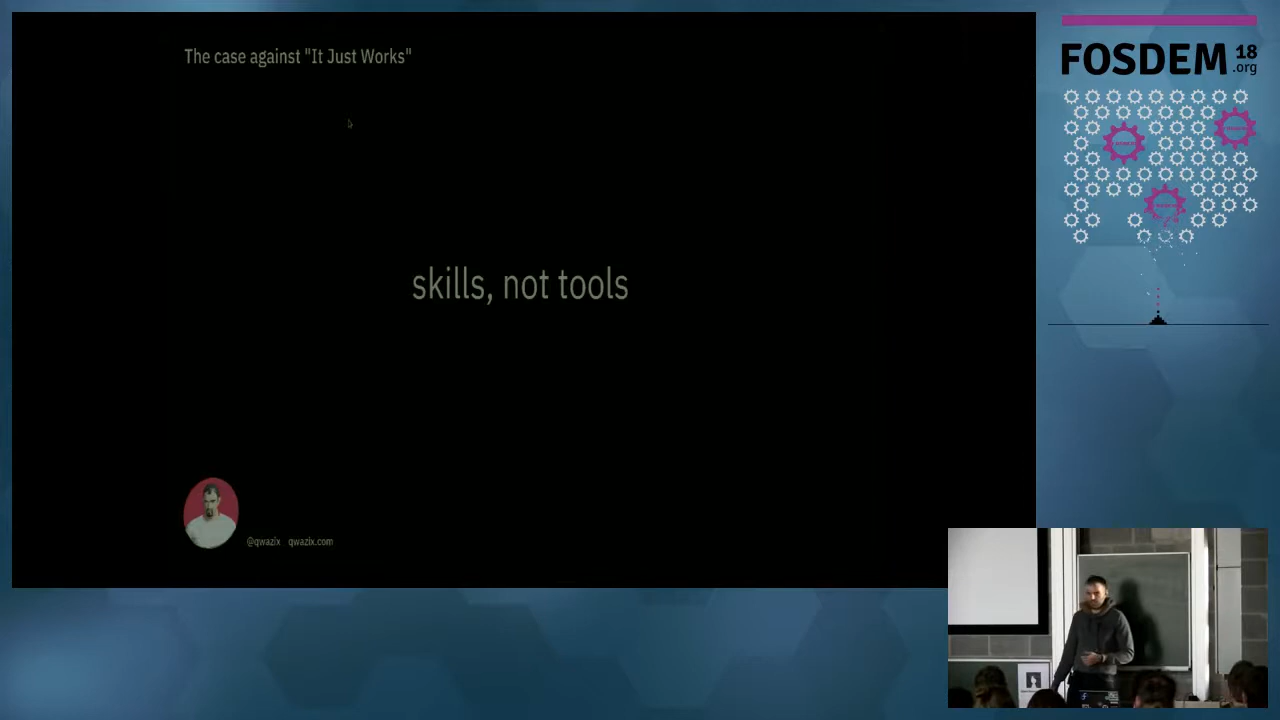 The case against "It Just Works"
skills, not tools
@qwazix qwazix.com
FOSDEM 18
.org